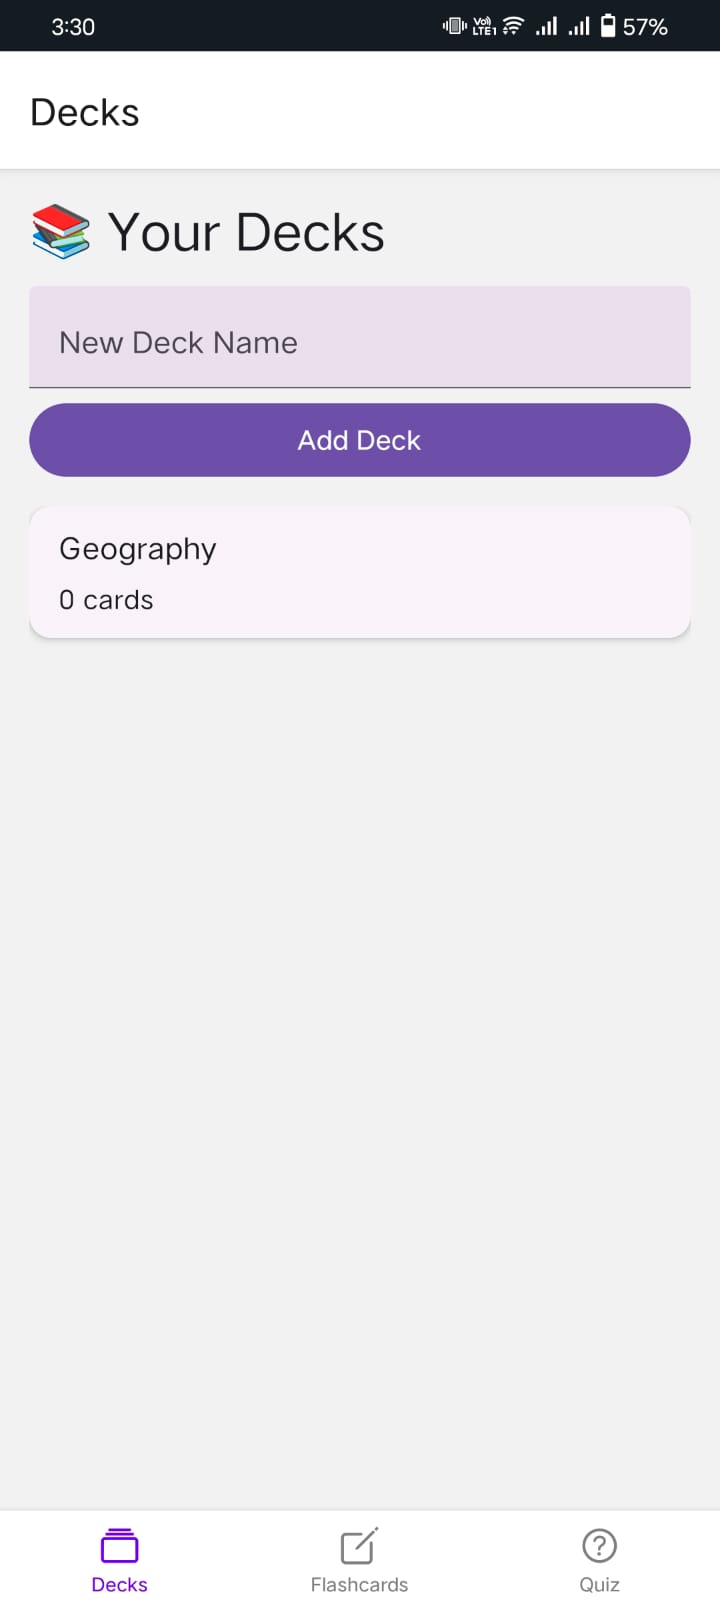 3:30 Vo) LTE1 57%
Decks
📚 Your Decks
New Deck Name
Add Deck
Geography
0 cards
Decks Flashcards Quiz